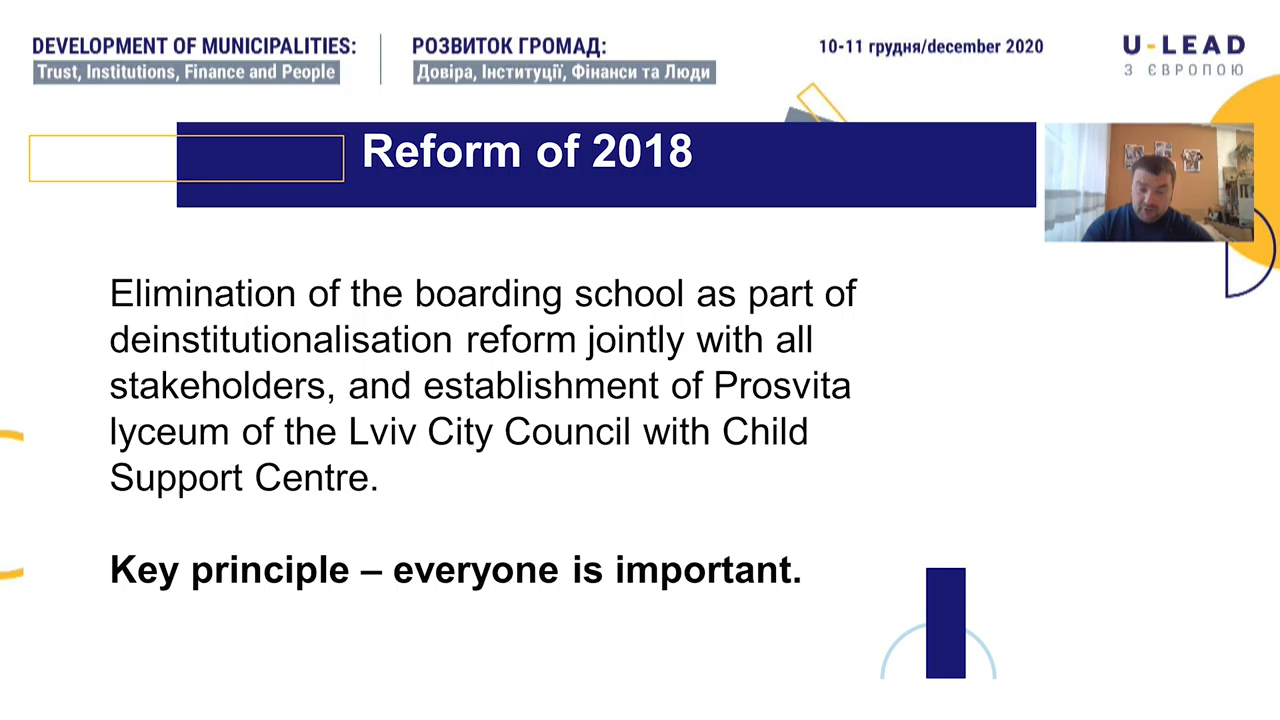 DEVELOPMENT OF MUNICIPALITIES:
Trust, Institutions, Finance and People
РОЗВИТОК ГРОМАД:
Довіра, Інституції, Фінанси та Люди
10-11 грудня/december 2020
U-LEAD
З ЄВРОПОЮ
Reform of 2018
Elimination of the boarding school as part of
deinstitutionalisation reform jointly with all
stakeholders, and establishment of Prosvita
lyceum of the Lviv City Council with Child
Support Centre.
Key principle – everyone is important.